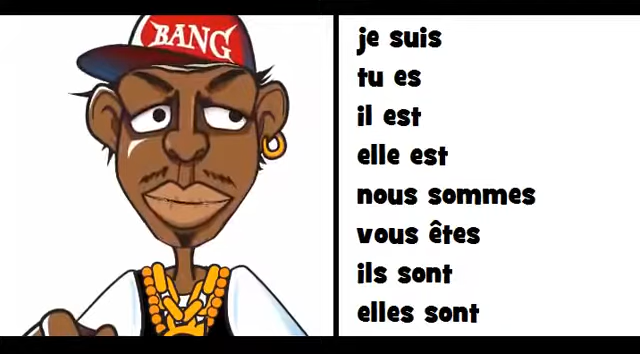 BANG
je suis
tu es
il est
elle est
nous sommes
vous êtes
ils sont
elles sont